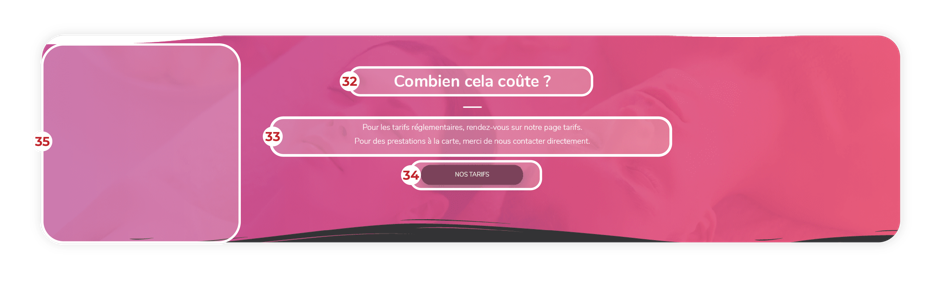 32
Combien cela coûte ?
33
Pour les tarifs réglementaires, rendez-vous sur notre page tarifs.
Pour des prestations à la carte, merci de nous contacter directement.
35
34
NOS TARIFS